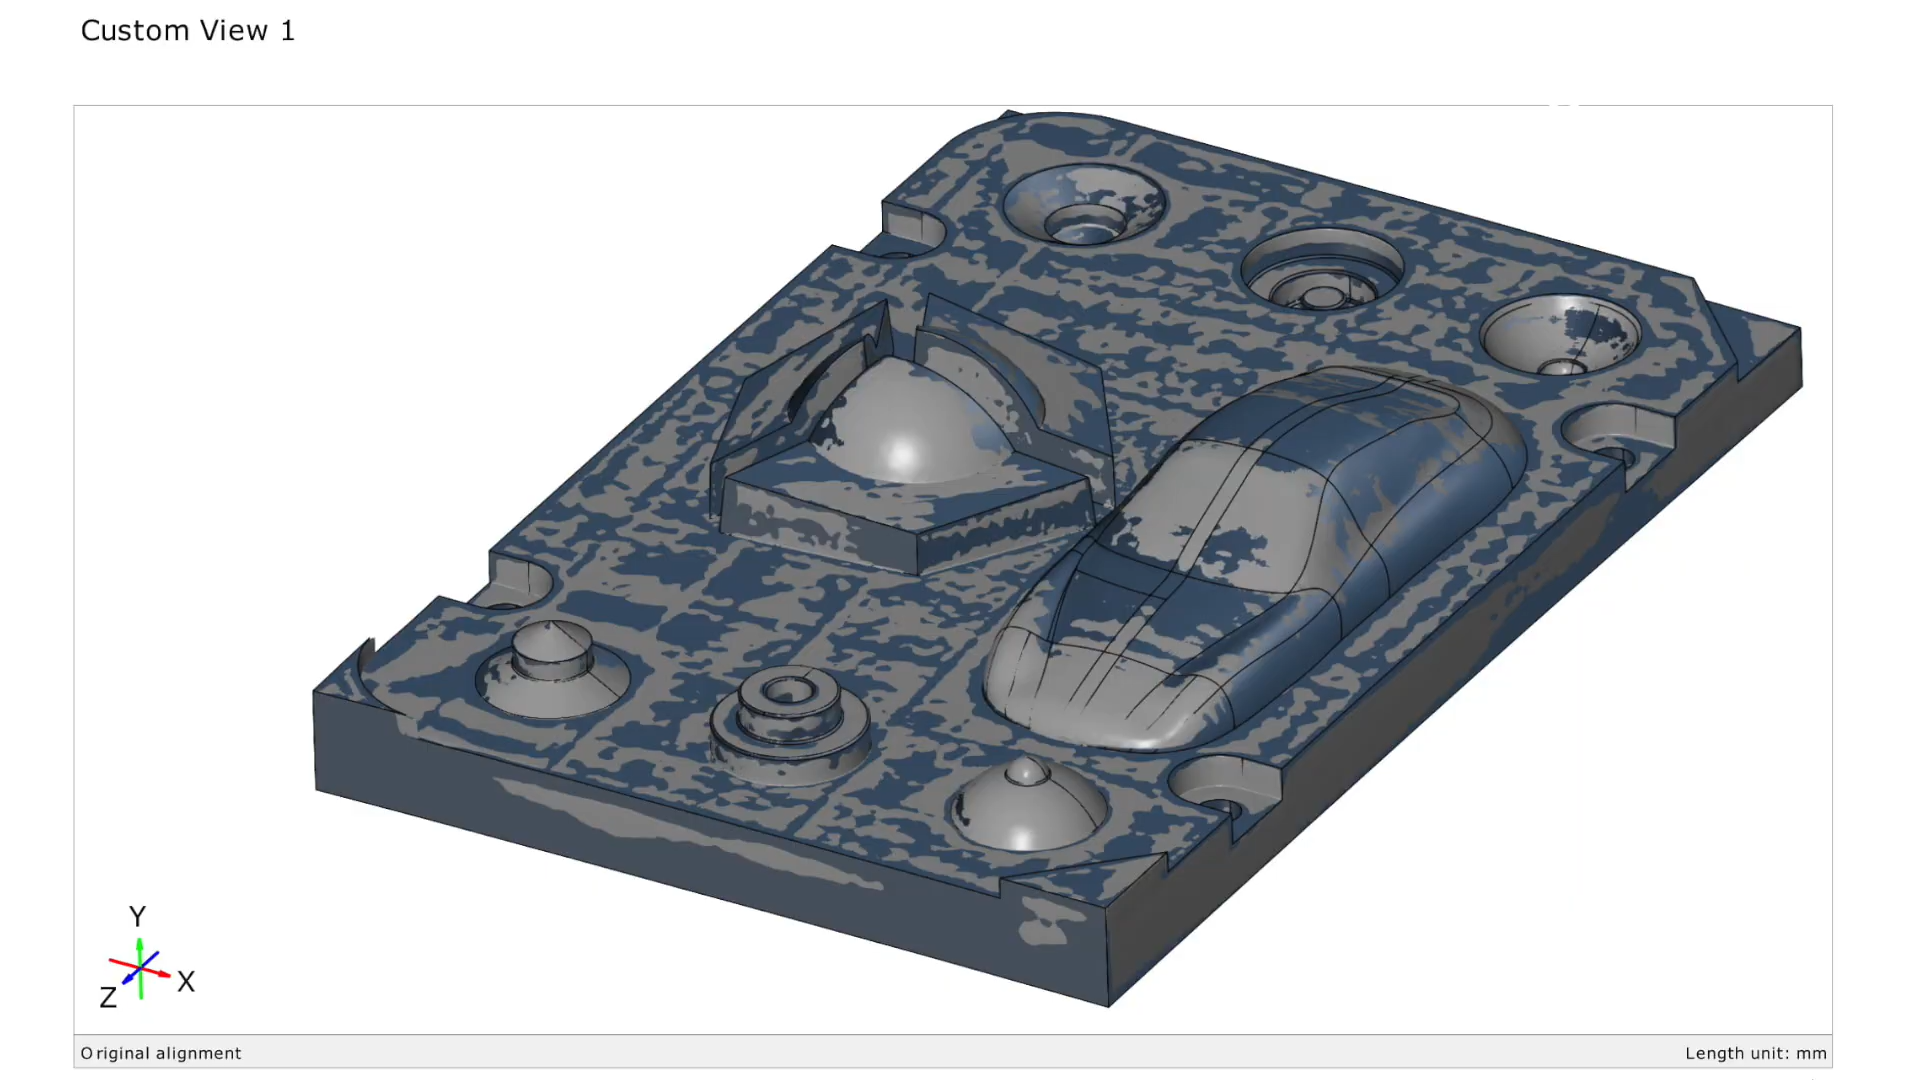 Custom View 1
Y
X
Z
Original alignment
Length unit: mm